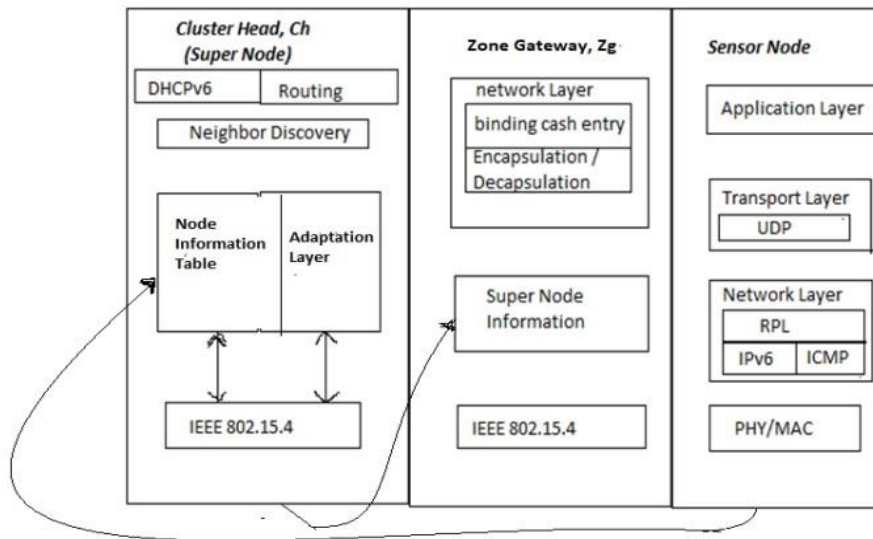 Cluster Head, Ch
(Super Node)
DHCPv6
Routing
Neighbor Discovery
Node
Information
Table
Adaptation
Layer
IEEE 802.15.4
Zone Gateway, Zg
network Layer
binding cash entry
Encapsulation /
Decapsulation
Super Node
Information
IEEE 802.15.4
Sensor Node
Application Layer
Transport Layer
UDP
Network Layer
RPL
IPv6
ICMP
PHY/MAC